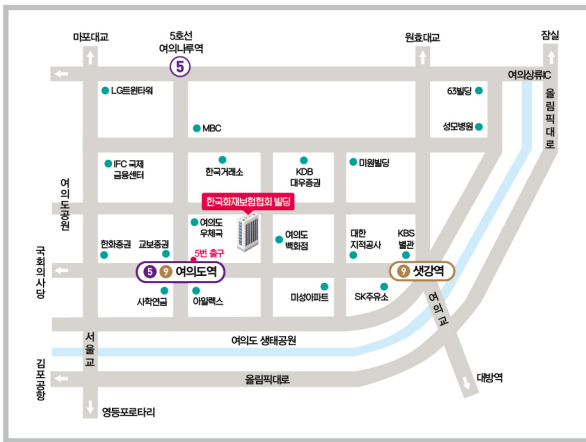 마포대교
5호선
여의나루역
5
원효대교
잠실
여의상류IC
LG트윈타워
63빌딩
올림픽대로
MBC
성모병원
IFC 국제
금융센터
한국거래소
KDB
대우증권
미원빌딩
여의도공원
한국화재보험협회 빌딩
여의도
우체국
여의도
백화점
대한
지적공사
KBS
별관
한화증권
교보증권
5번 출구
국회의사당
5 9 여의도역
9 샛강역
사학연금
아일렉스
미성아파트
SK주유소
여의교
서울교
여의도 생태공원
김포공항
올림픽대로
대방역
영등포로타리